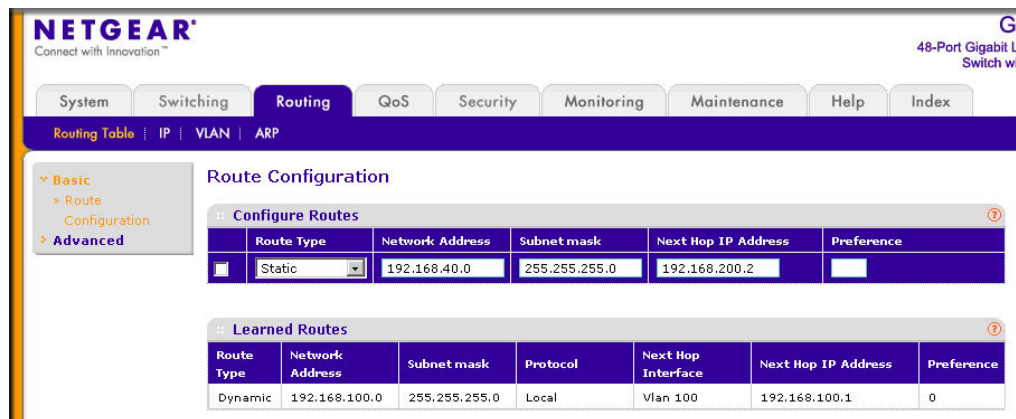 NETGEAR
Connect with Innovation™
G
48-Port Gigabit L
Switch wi
System Switching Routing QoS Security Monitoring Maintenance Help Index
Routing Table | IP | VLAN | ARP
Basic
» Route
Configuration
Advanced
Route Configuration
Configure Routes
Route Type Network Address Subnet mask Next Hop IP Address Preference
Static 192.168.40.0 255.255.255.0 192.168.200.2
Learned Routes
Route Type Network Address Subnet mask Protocol Next Hop Interface Next Hop IP Address Preference
Dynamic 192.168.100.0 255.255.255.0 Local Vlan 100 192.168.100.1 0